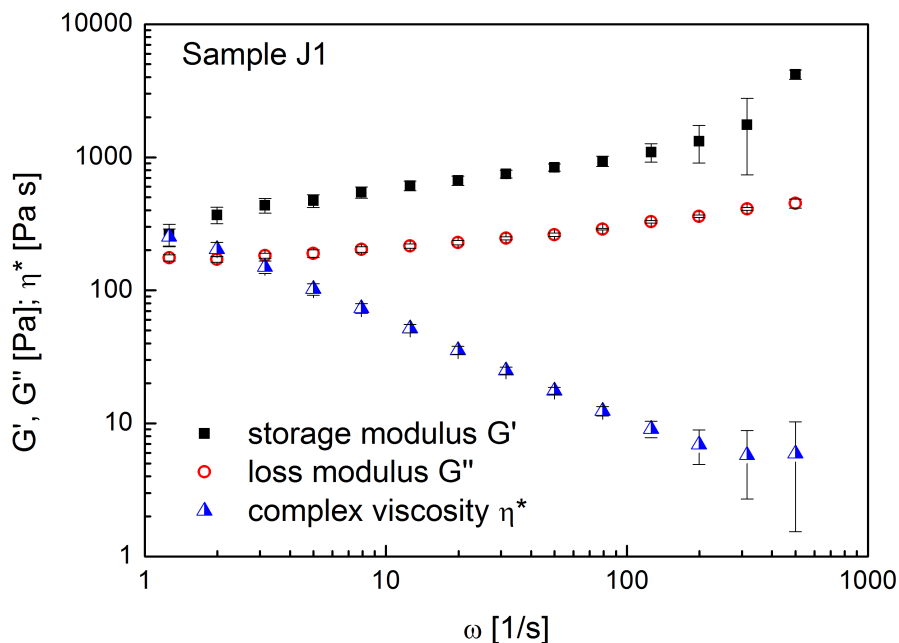 10000
Sample J1
1000
100
10
1
G', G'' [Pa]; η* [Pa s]
storage modulus G'
loss modulus G''
complex viscosity η*
1
10
100
1000
ω [1/s]